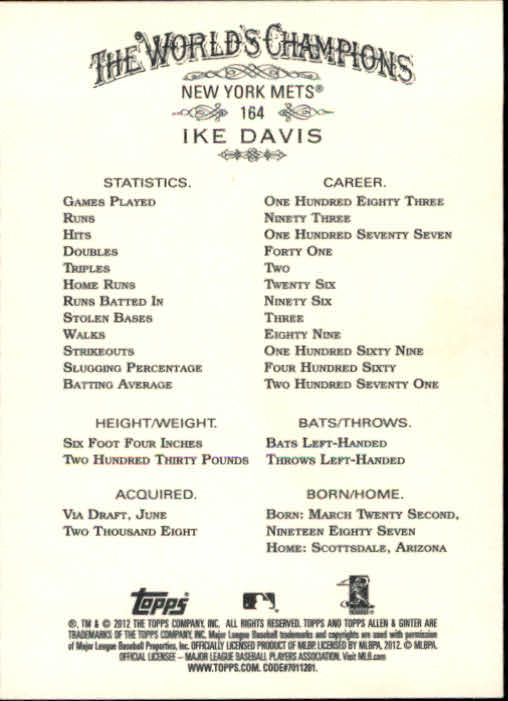 THE WORLD'S CHAMPIONS
NEW YORK METS®
164
IKE DAVIS
STATISTICS. CAREER.
GAMES PLAYED ONE HUNDRED EIGHTY THREE
RUNS NINETY THREE
HITS ONE HUNDRED SEVENTY SEVEN
DOUBLES FORTY ONE
TRIPLES TWO
HOME RUNS TWENTY SIX
RUNS BATTED IN NINETY SIX
STOLEN BASES THREE
WALKS EIGHTY NINE
STRIKEOUTS ONE HUNDRED SIXTY NINE
SLUGGING PERCENTAGE FOUR HUNDRED SIXTY
BATTING AVERAGE TWO HUNDRED SEVENTY ONE
HEIGHT/WEIGHT. BATS/THROWS.
SIX FOOT FOUR INCHES BATS LEFT-HANDED
TWO HUNDRED THIRTY POUNDS THROWS LEFT-HANDED
ACQUIRED. BORN/HOME.
VIA DRAFT, JUNE BORN: MARCH TWENTY SECOND,
TWO THOUSAND EIGHT NINETEEN EIGHTY SEVEN
HOME: SCOTTSDALE, ARIZONA
Topps
®, TM & © 2012 THE TOPPS COMPANY, INC. ALL RIGHTS RESERVED. TOPPS AND TOPPS ALLEN & GINTER ARE
TRADEMARKS OF THE TOPPS COMPANY, INC. Major League Baseball trademarks and copyrights are used with permission
of Major League Baseball Properties, Inc. OFFICIALLY LICENSED PRODUCT OF MLBP. LICENSED BY MLBPA, 2012. © MLBPA.
OFFICIAL LICENSEE – MAJOR LEAGUE BASEBALL PLAYERS ASSOCIATION. Visit MLB.com
WWW.TOPPS.COM. CODE#7011201.